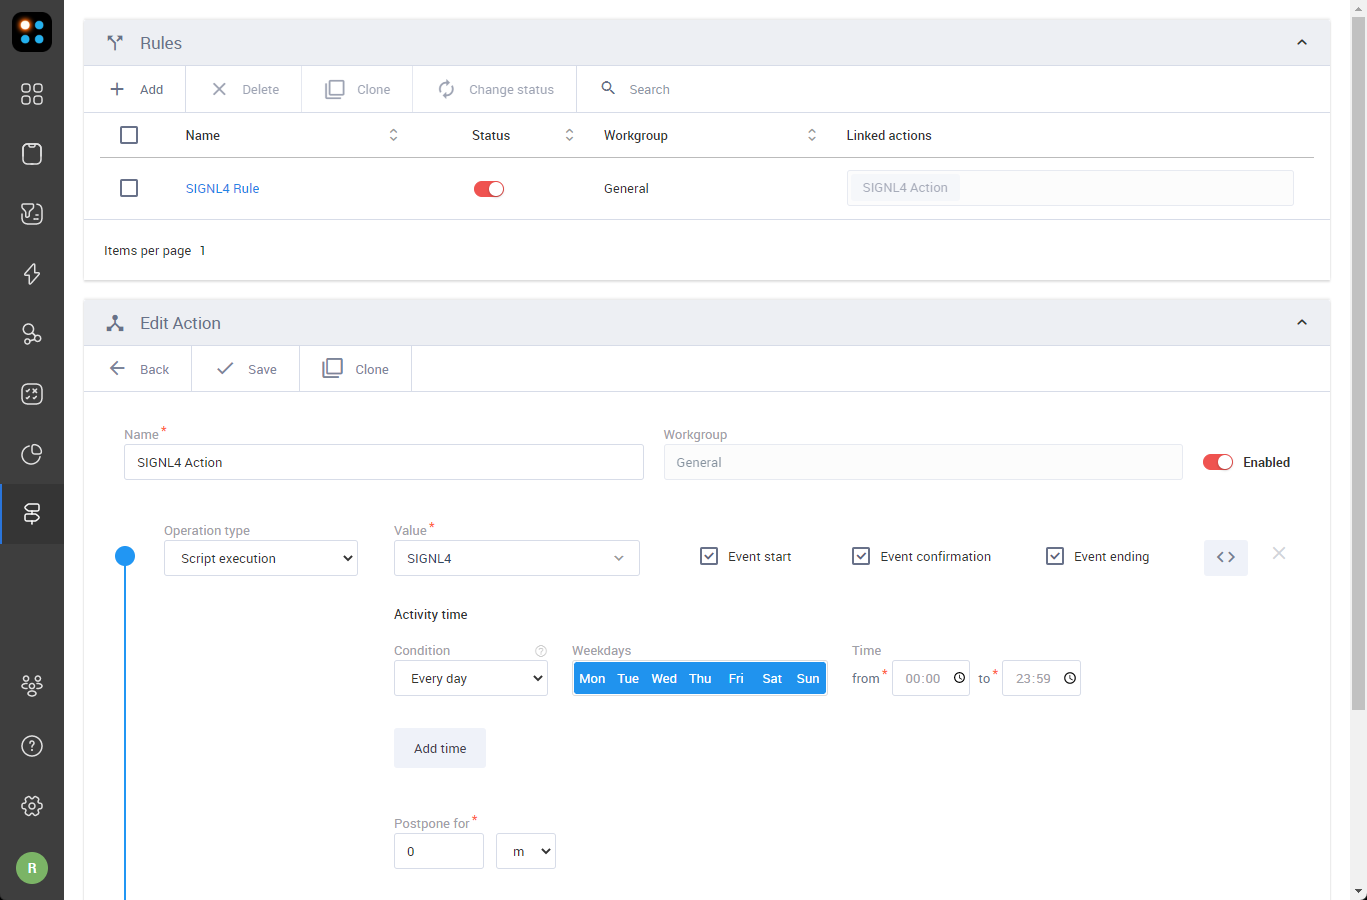 Rules
Add Delete Clone Change status Search
Name Status Workgroup Linked actions
SIGNL4 Rule General SIGNL4 Action
Items per page 1
Edit Action
Back Save Clone
Name* Workgroup
SIGNL4 Action General Enabled
Operation type Value*
Script execution SIGNL4 Event start Event confirmation Event ending
Activity time
Condition ? Weekdays Time
Every day Mon Tue Wed Thu Fri Sat Sun from* 00:00 to* 23:59
Add time
Postpone for*
0 m
R